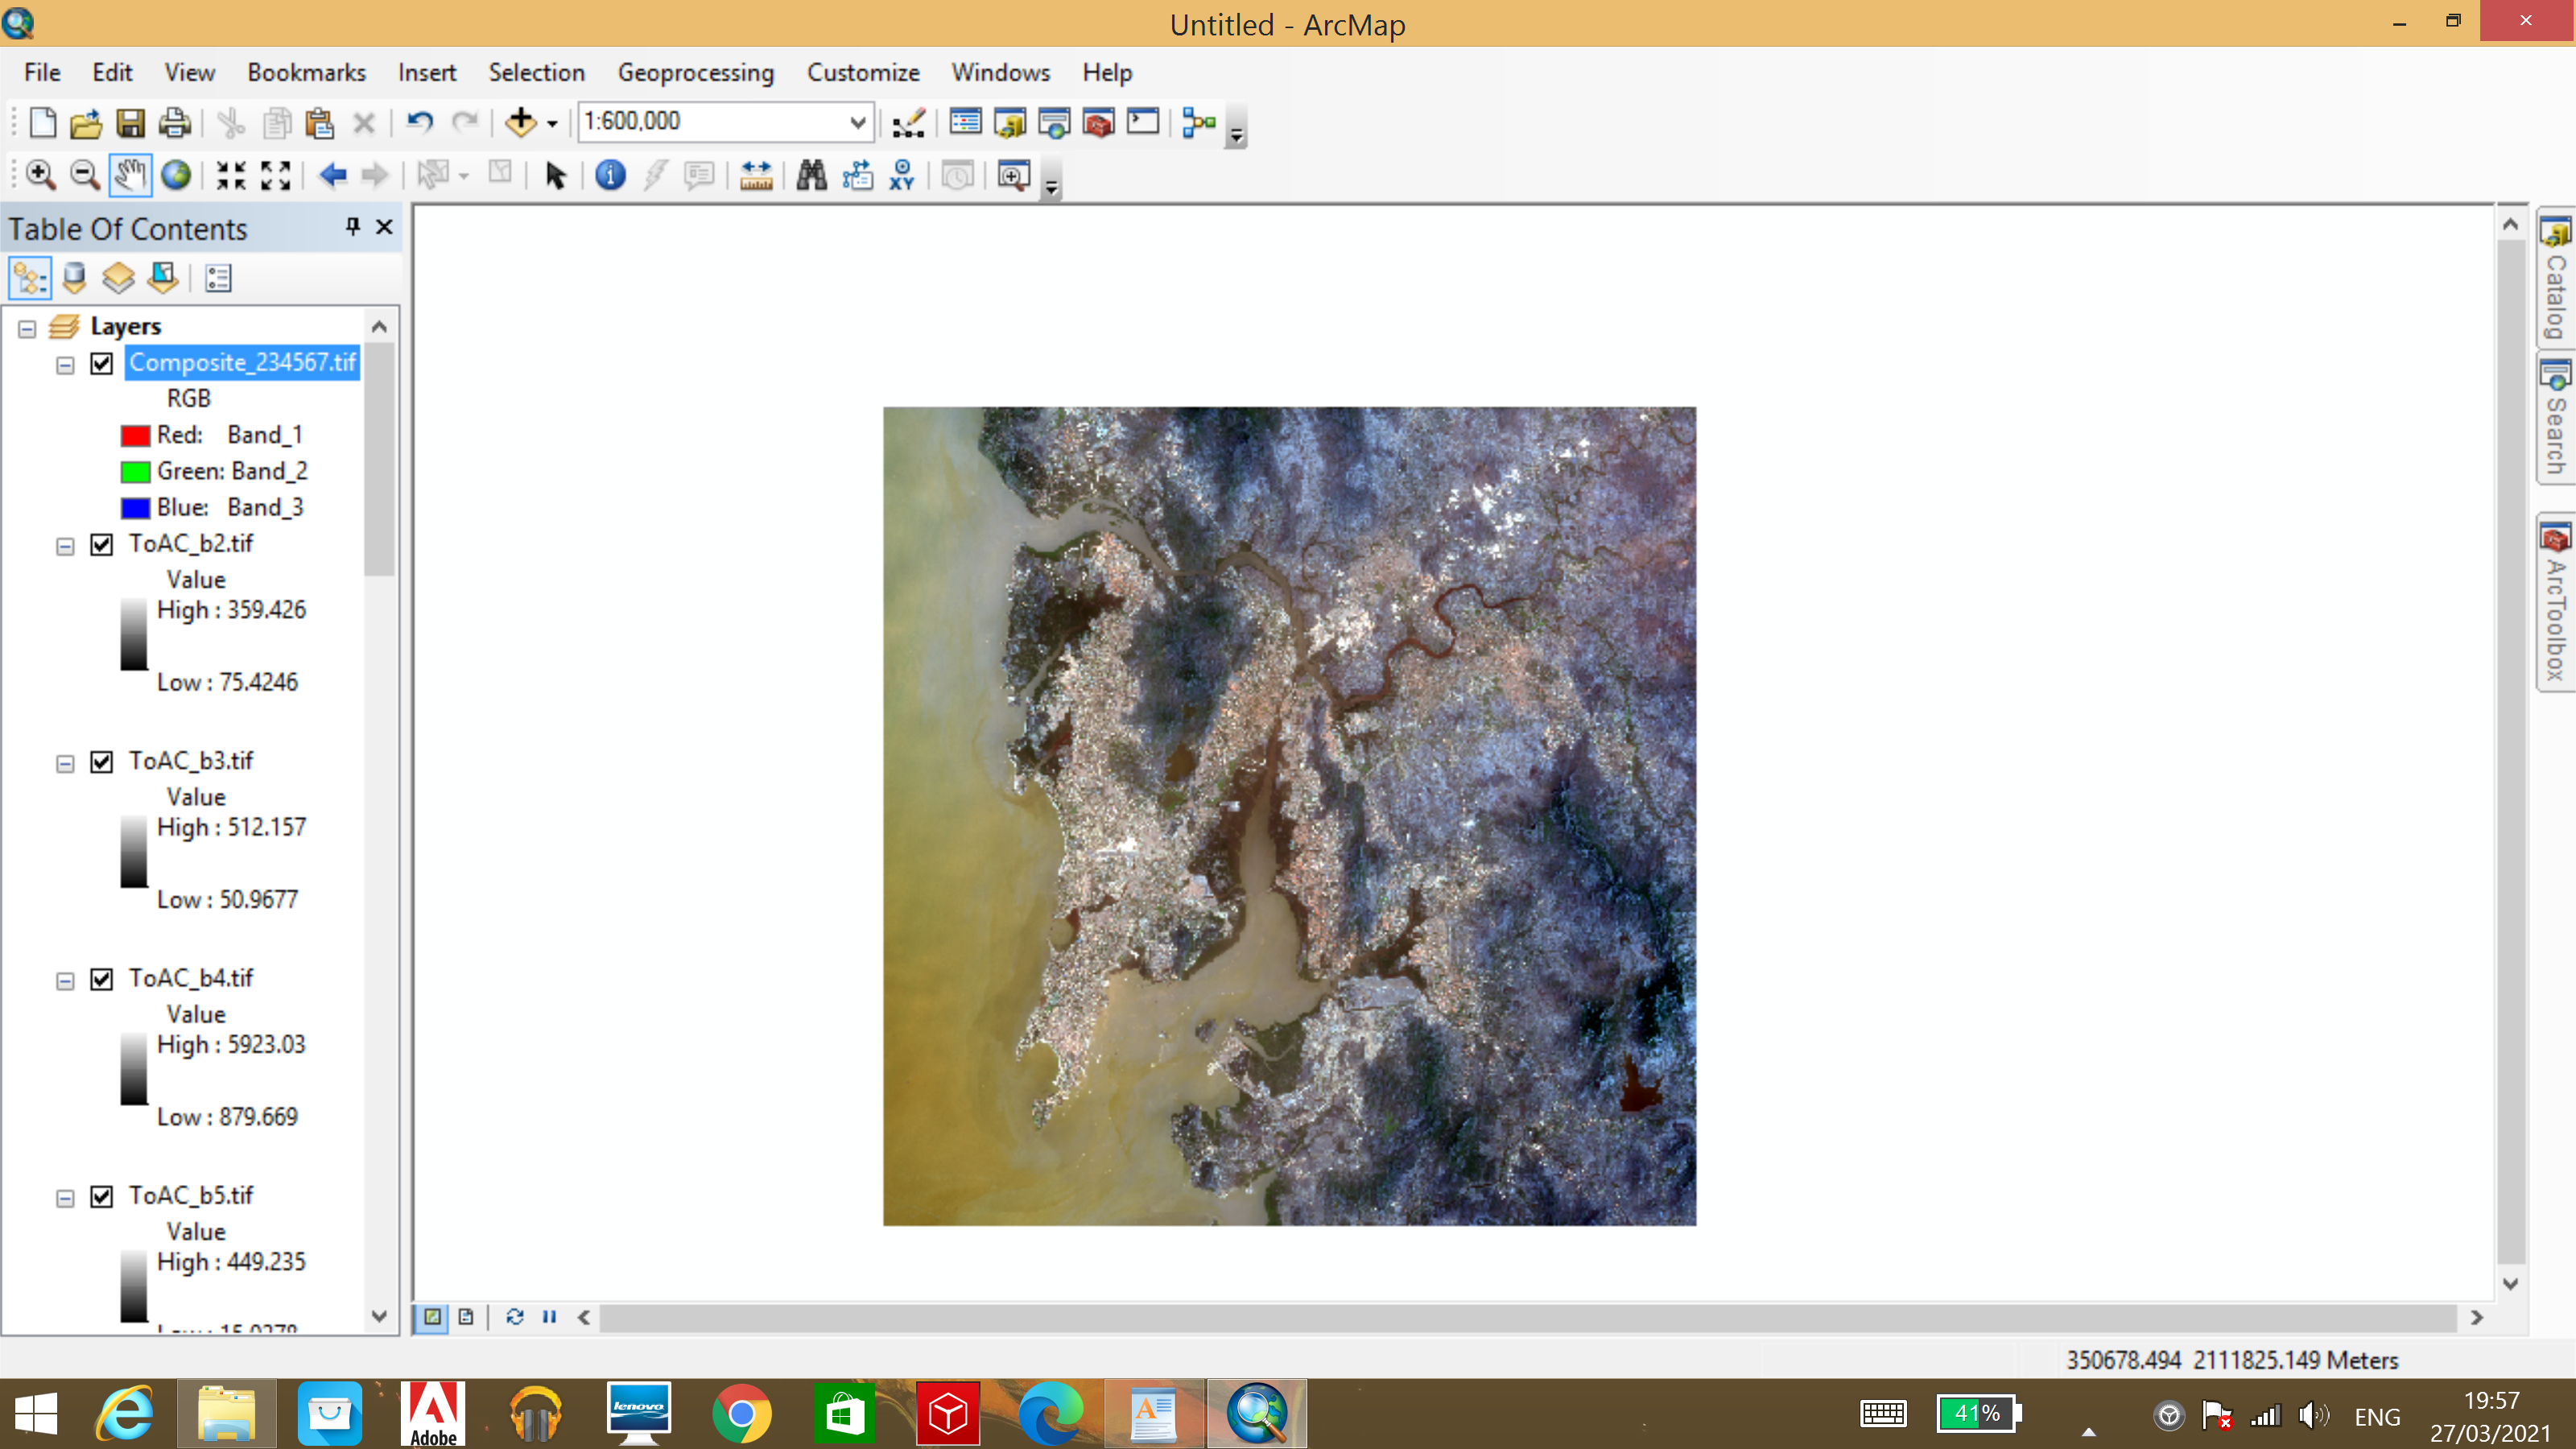 Untitled - ArcMap
File Edit View Bookmarks Insert Selection Geoprocessing Customize Windows Help
1:600,000
XY
Table Of Contents
Layers
Composite_234567.tif
RGB
Red: Band_1
Green: Band_2
Blue: Band_3
ToAC_b2.tif
Value
High : 359.426
Low : 75.4246
ToAC_b3.tif
Value
High : 512.157
Low : 50.9677
ToAC_b4.tif
Value
High : 5923.03
Low : 879.669
ToAC_b5.tif
Value
High : 449.235
Catalog
Search
ArcToolbox
350678.494 2111825.149 Meters
Adobe
lenovo
A
41%
ENG
19:57
27/03/2021